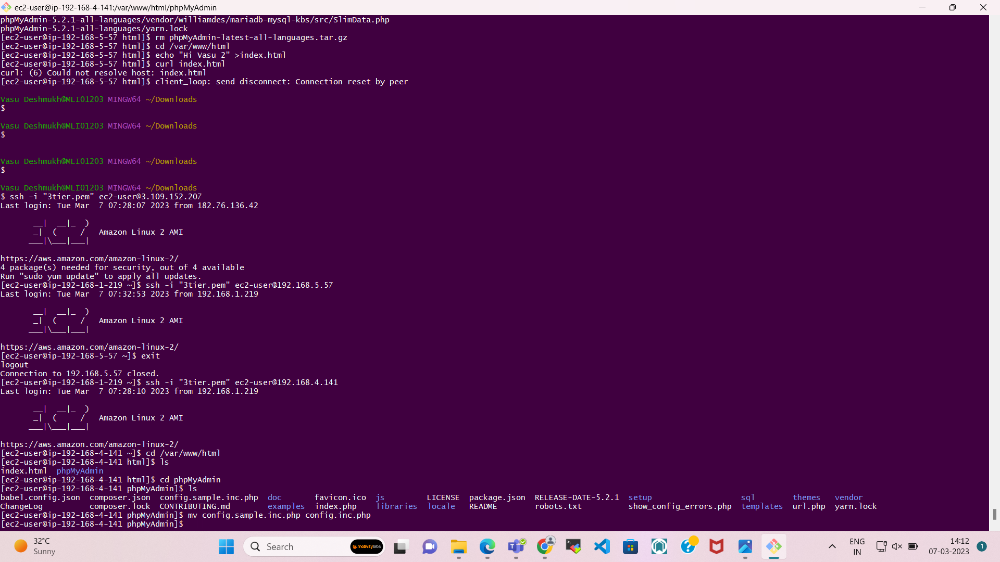 ec2-user@ip-192-168-4-141:/var/www/html/phpMyAdmin
phpMyAdmin-5.2.1-all-languages/vendor/williamdes/mariadb-mysql-kbs/src/SlimData.php
phpMyAdmin-5.2.1-all-languages/yarn.lock
[ec2-user@ip-192-168-5-57 html]$ rm phpMyAdmin-latest-all-languages.tar.gz
[ec2-user@ip-192-168-5-57 html]$ cd /var/www/html
[ec2-user@ip-192-168-5-57 html]$ echo "Hi Vasu 2" >index.html
[ec2-user@ip-192-168-5-57 html]$ curl index.html
curl: (6) Could not resolve host: index.html
[ec2-user@ip-192-168-5-57 html]$ client_loop: send disconnect: Connection reset by peer
Vasu Deshmukh@MLI01203 MINGW64 ~/Downloads
$
Vasu Deshmukh@MLI01203 MINGW64 ~/Downloads
$
Vasu Deshmukh@MLI01203 MINGW64 ~/Downloads
$
Vasu Deshmukh@MLI01203 MINGW64 ~/Downloads
$ ssh -i "3tier.pem" ec2-user@3.109.152.207
Last login: Tue Mar  7 07:28:07 2023 from 182.76.136.42
       __|  __|_  )
       _|  (     /   Amazon Linux 2 AMI
      ___|\___|___|
https://aws.amazon.com/amazon-linux-2/
4 package(s) needed for security, out of 4 available
Run "sudo yum update" to apply all updates.
[ec2-user@ip-192-168-1-219 ~]$ ssh -i "3tier.pem" ec2-user@192.168.5.57
Last login: Tue Mar  7 07:32:53 2023 from 192.168.1.219
       __|  __|_  )
       _|  (     /   Amazon Linux 2 AMI
      ___|\___|___|
https://aws.amazon.com/amazon-linux-2/
[ec2-user@ip-192-168-5-57 ~]$ exit
logout
Connection to 192.168.5.57 closed.
[ec2-user@ip-192-168-1-219 ~]$ ssh -i "3tier.pem" ec2-user@192.168.4.141
Last login: Tue Mar  7 07:28:10 2023 from 192.168.1.219
       __|  __|_  )
       _|  (     /   Amazon Linux 2 AMI
      ___|\___|___|
https://aws.amazon.com/amazon-linux-2/
[ec2-user@ip-192-168-4-141 ~]$ cd /var/www/html
[ec2-user@ip-192-168-4-141 html]$ ls
index.html  phpMyAdmin
[ec2-user@ip-192-168-4-141 html]$ cd phpMyAdmin
[ec2-user@ip-192-168-4-141 phpMyAdmin]$ ls
babel.config.json  composer.json  config.sample.inc.php  doc       favicon.ico  js         LICENSE  package.json  RELEASE-DATE-5.2.1  setup                   sql        themes   vendor
ChangeLog          composer.lock  CONTRIBUTING.md        examples  index.php    libraries  locale   README        robots.txt          show_config_errors.php  templates  url.php  yarn.lock
[ec2-user@ip-192-168-4-141 phpMyAdmin]$ mv config.sample.inc.php config.inc.php
[ec2-user@ip-192-168-4-141 phpMyAdmin]$
32°C
Sunny
Search
motivitylabs
ENG
IN
14:12
07-03-2023
1